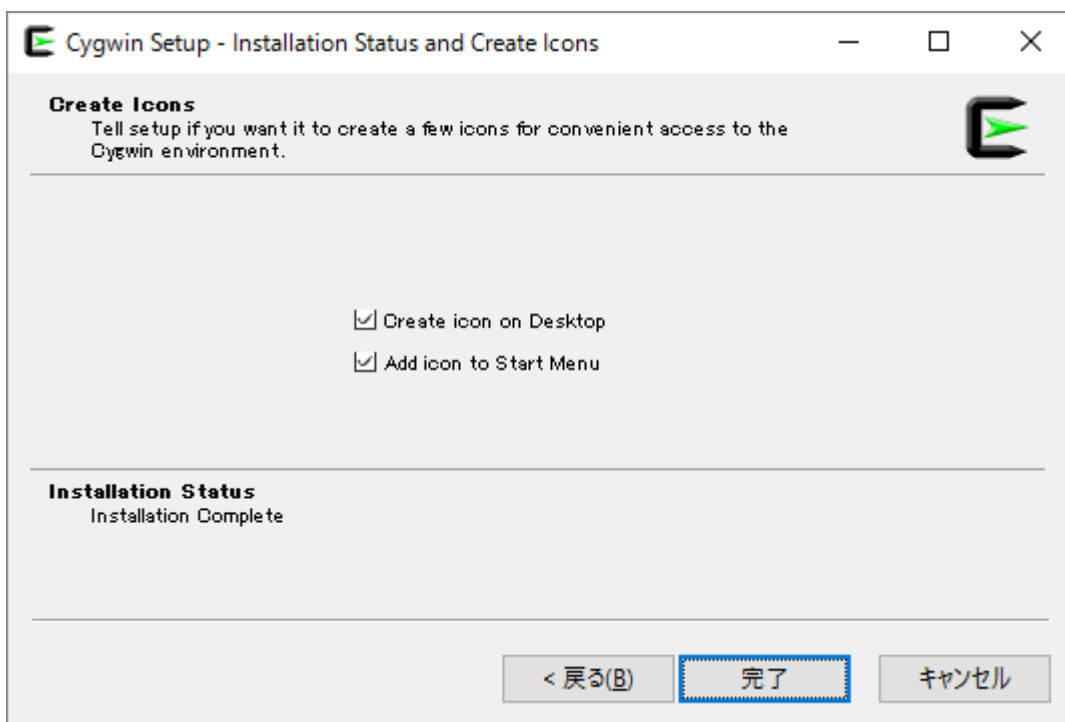 Cygwin Setup - Installation Status and Create Icons
Create Icons
Tell setup if you want it to create a few icons for convenient access to the
Cygwin environment.
Create icon on Desktop
Add icon to Start Menu
Installation Status
Installation Complete
< 戻る(B)
完了
キャンセル